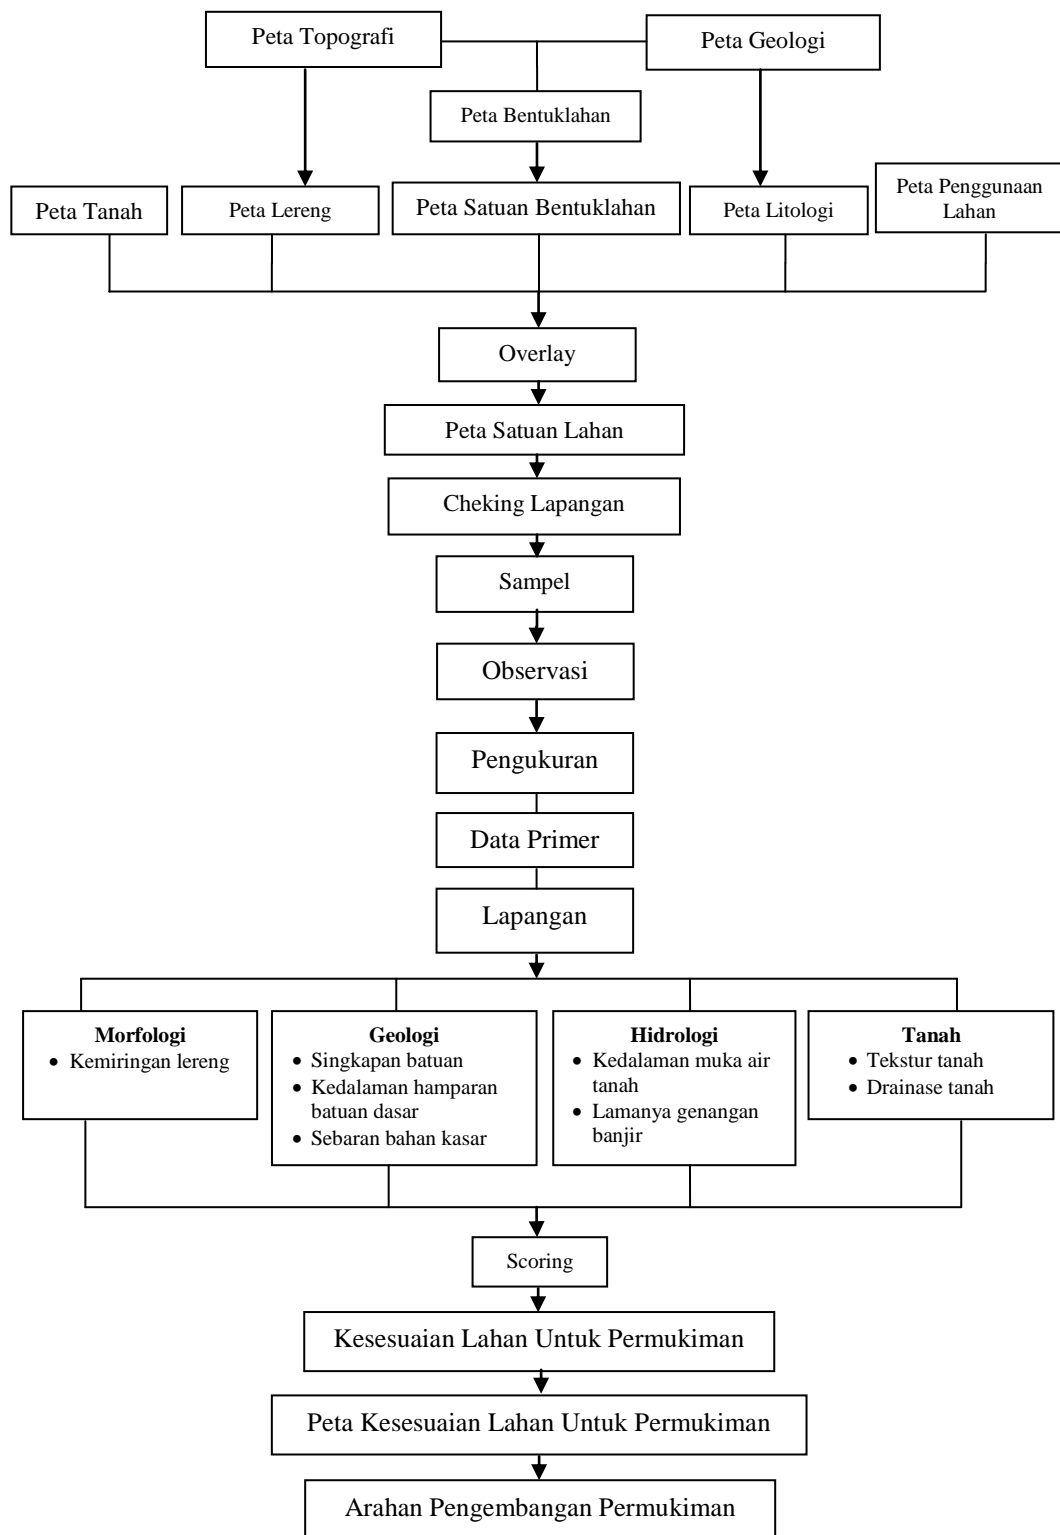 Peta Topografi
Peta Geologi
Peta Bentuklahan
Peta Tanah
Peta Lereng
Peta Satuan Bentuklahan
Peta Litologi
Peta Penggunaan
Lahan
Overlay
Peta Satuan Lahan
Cheking Lapangan
Sampel
Observasi
Pengukuran
Data Primer
Lapangan
Morfologi
• Kemiringan lereng
Geologi
• Singkapan batuan
• Kedalaman hamparan
batuan dasar
• Sebaran bahan kasar
Hidrologi
• Kedalaman muka air
tanah
• Lamanya genangan
banjir
Tanah
• Tekstur tanah
• Drainase tanah
Scoring
Kesesuaian Lahan Untuk Permukiman
Peta Kesesuaian Lahan Untuk Permukiman
Arahan Pengembangan Permukiman